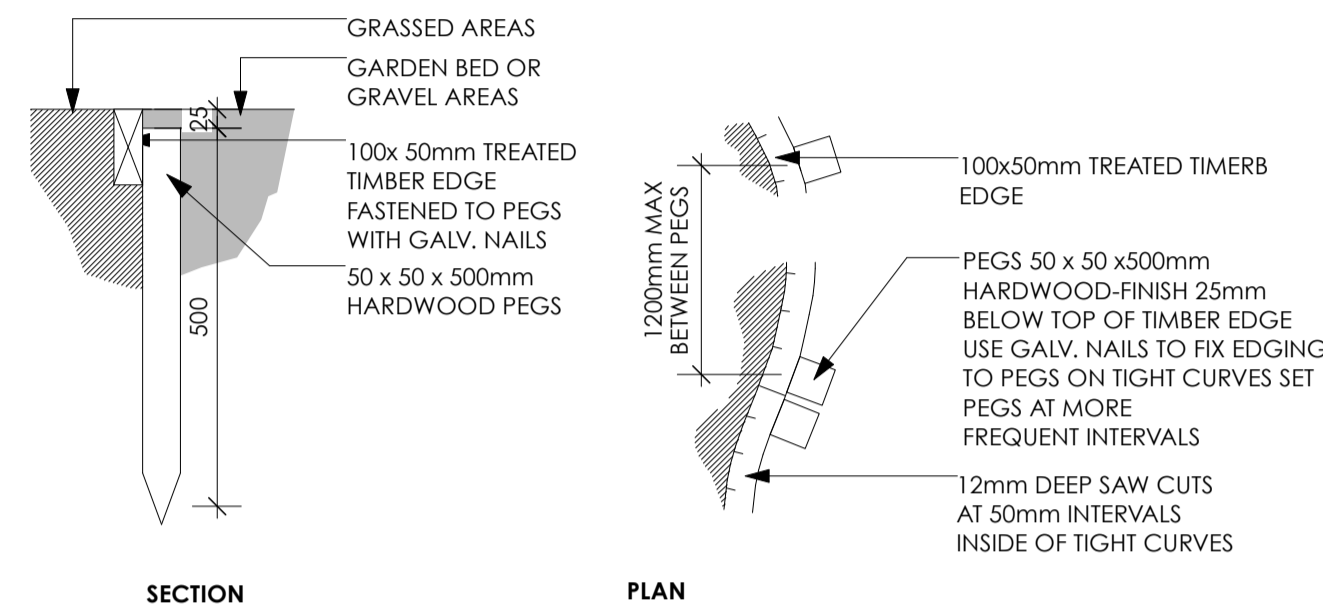 GRASSED AREAS
GARDEN BED OR
GRAVEL AREAS
25
100x 50mm TREATED
TIMBER EDGE
FASTENED TO PEGS
WITH GALV. NAILS
50 x 50 x 500mm
HARDWOOD PEGS
500
SECTION
1200mm MAX
BETWEEN PEGS
100x50mm TREATED TIMERB
EDGE
PEGS 50 x 50 x500mm
HARDWOOD-FINISH 25mm
BELOW TOP OF TIMBER EDGE
USE GALV. NAILS TO FIX EDGING
TO PEGS ON TIGHT CURVES SET
PEGS AT MORE
FREQUENT INTERVALS
12mm DEEP SAW CUTS
AT 50mm INTERVALS
INSIDE OF TIGHT CURVES
PLAN